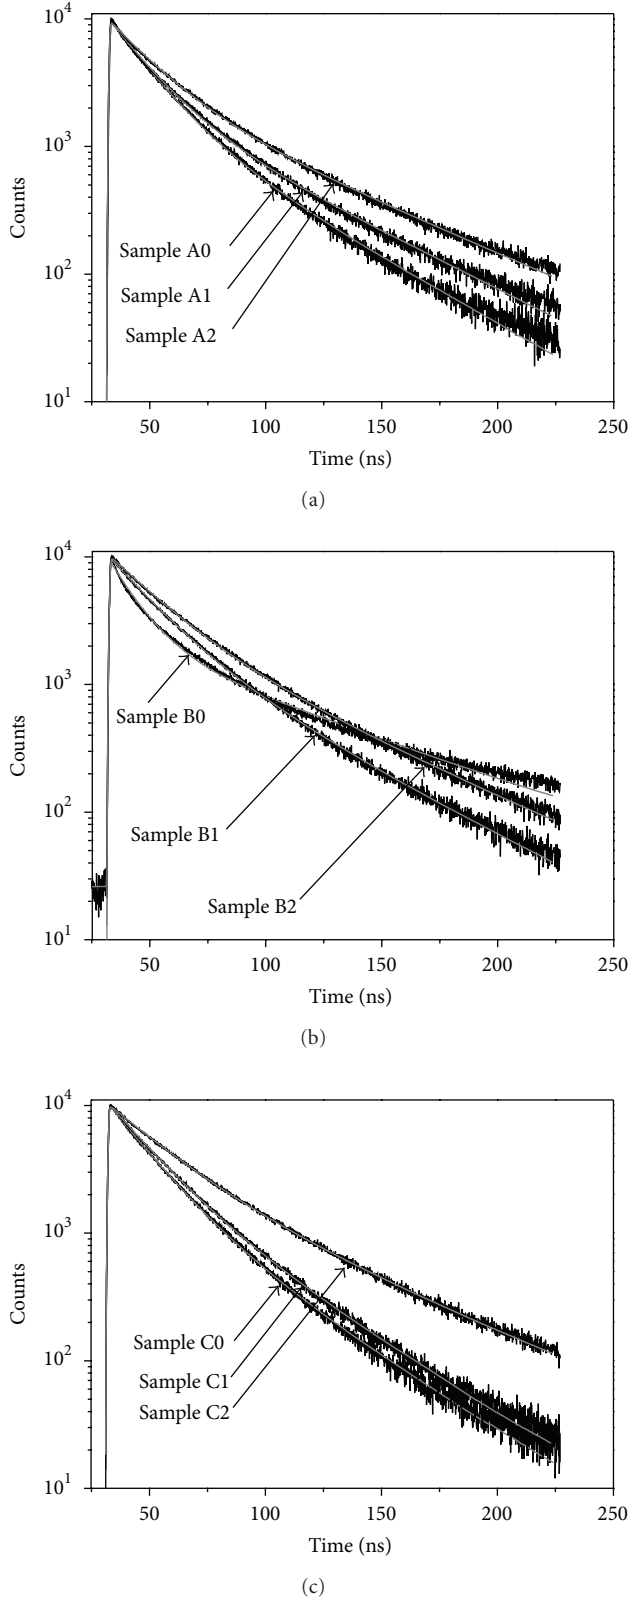 10^4
10^3
10^2
10^1
Counts
Sample A0
Sample A1
Sample A2
50 100 150 200 250
Time (ns)
(a)
10^4
10^3
10^2
10^1
Counts
Sample B0
Sample B1
Sample B2
50 100 150 200 250
Time (ns)
(b)
10^4
10^3
10^2
10^1
Counts
Sample C0
Sample C1
Sample C2
50 100 150 200 250
Time (ns)
(c)